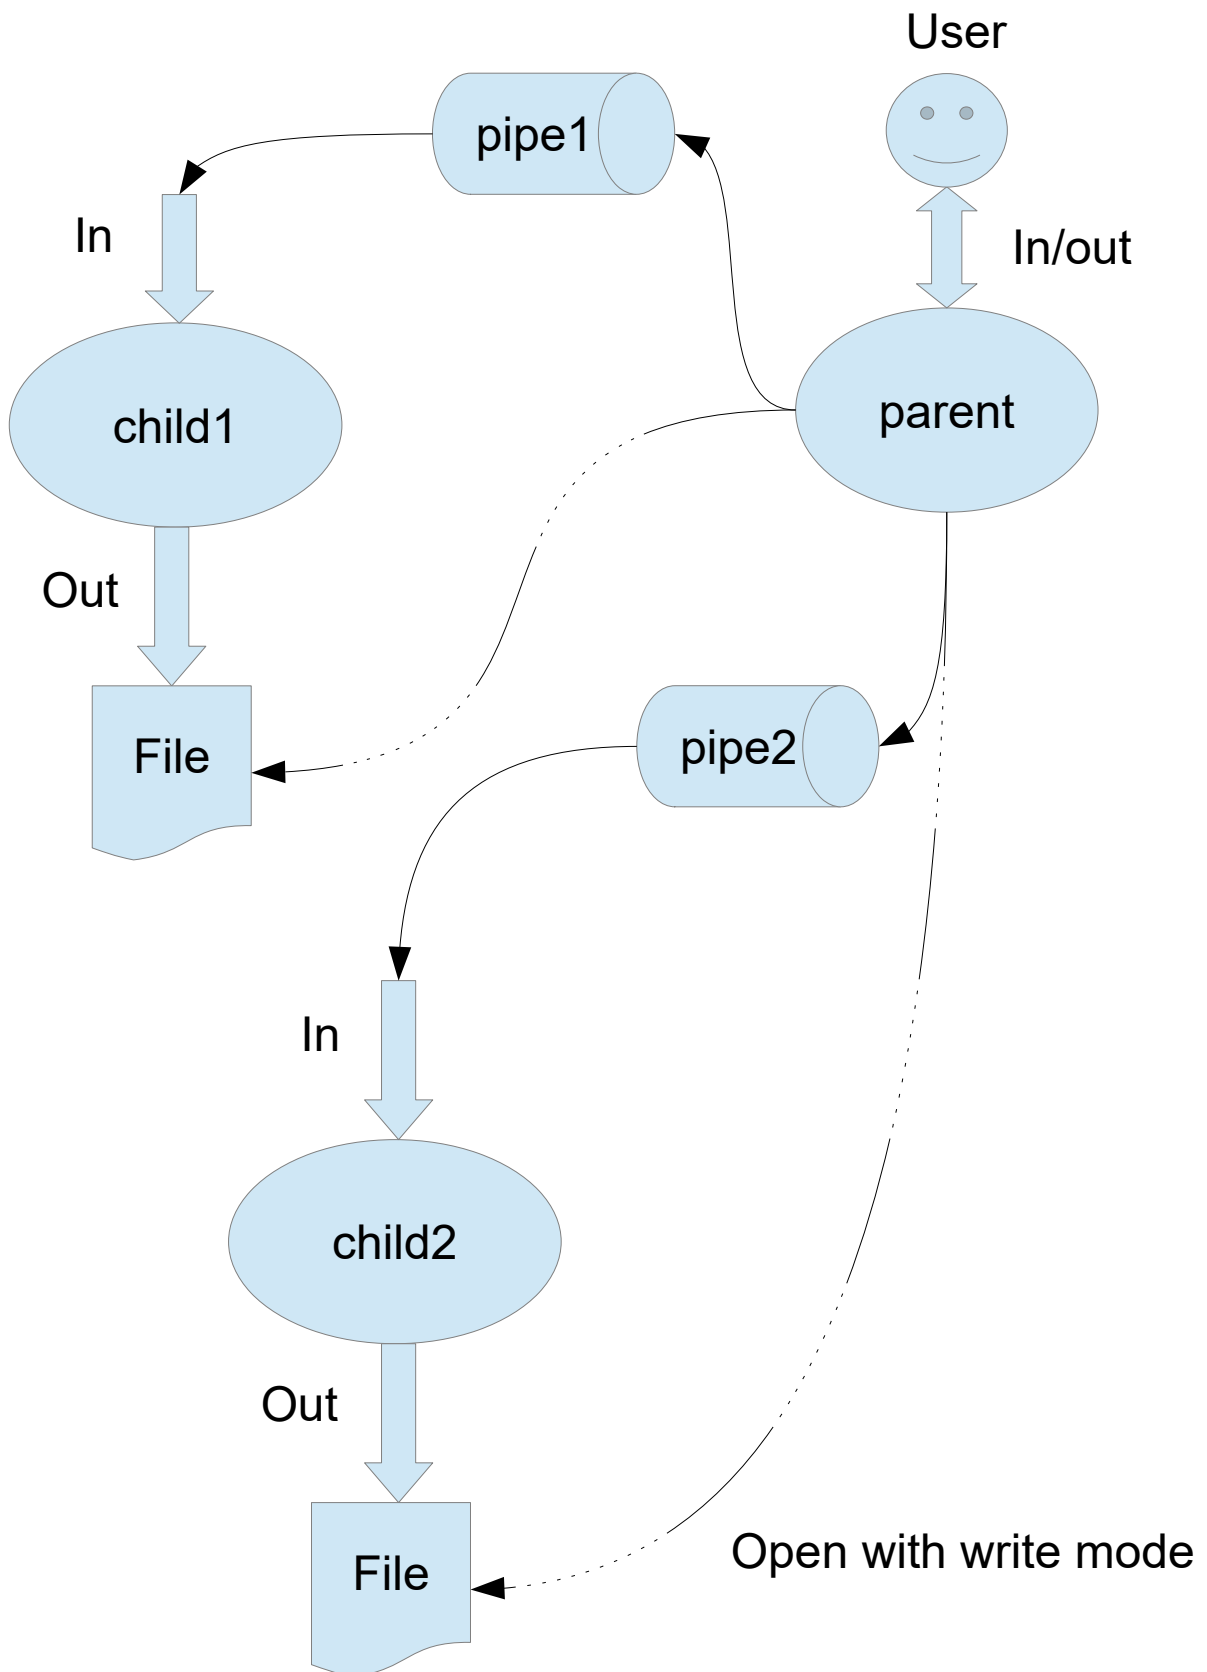 User
pipe1
In
In/out
child1
parent
Out
File
pipe2
In
child2
Out
File
Open with write mode